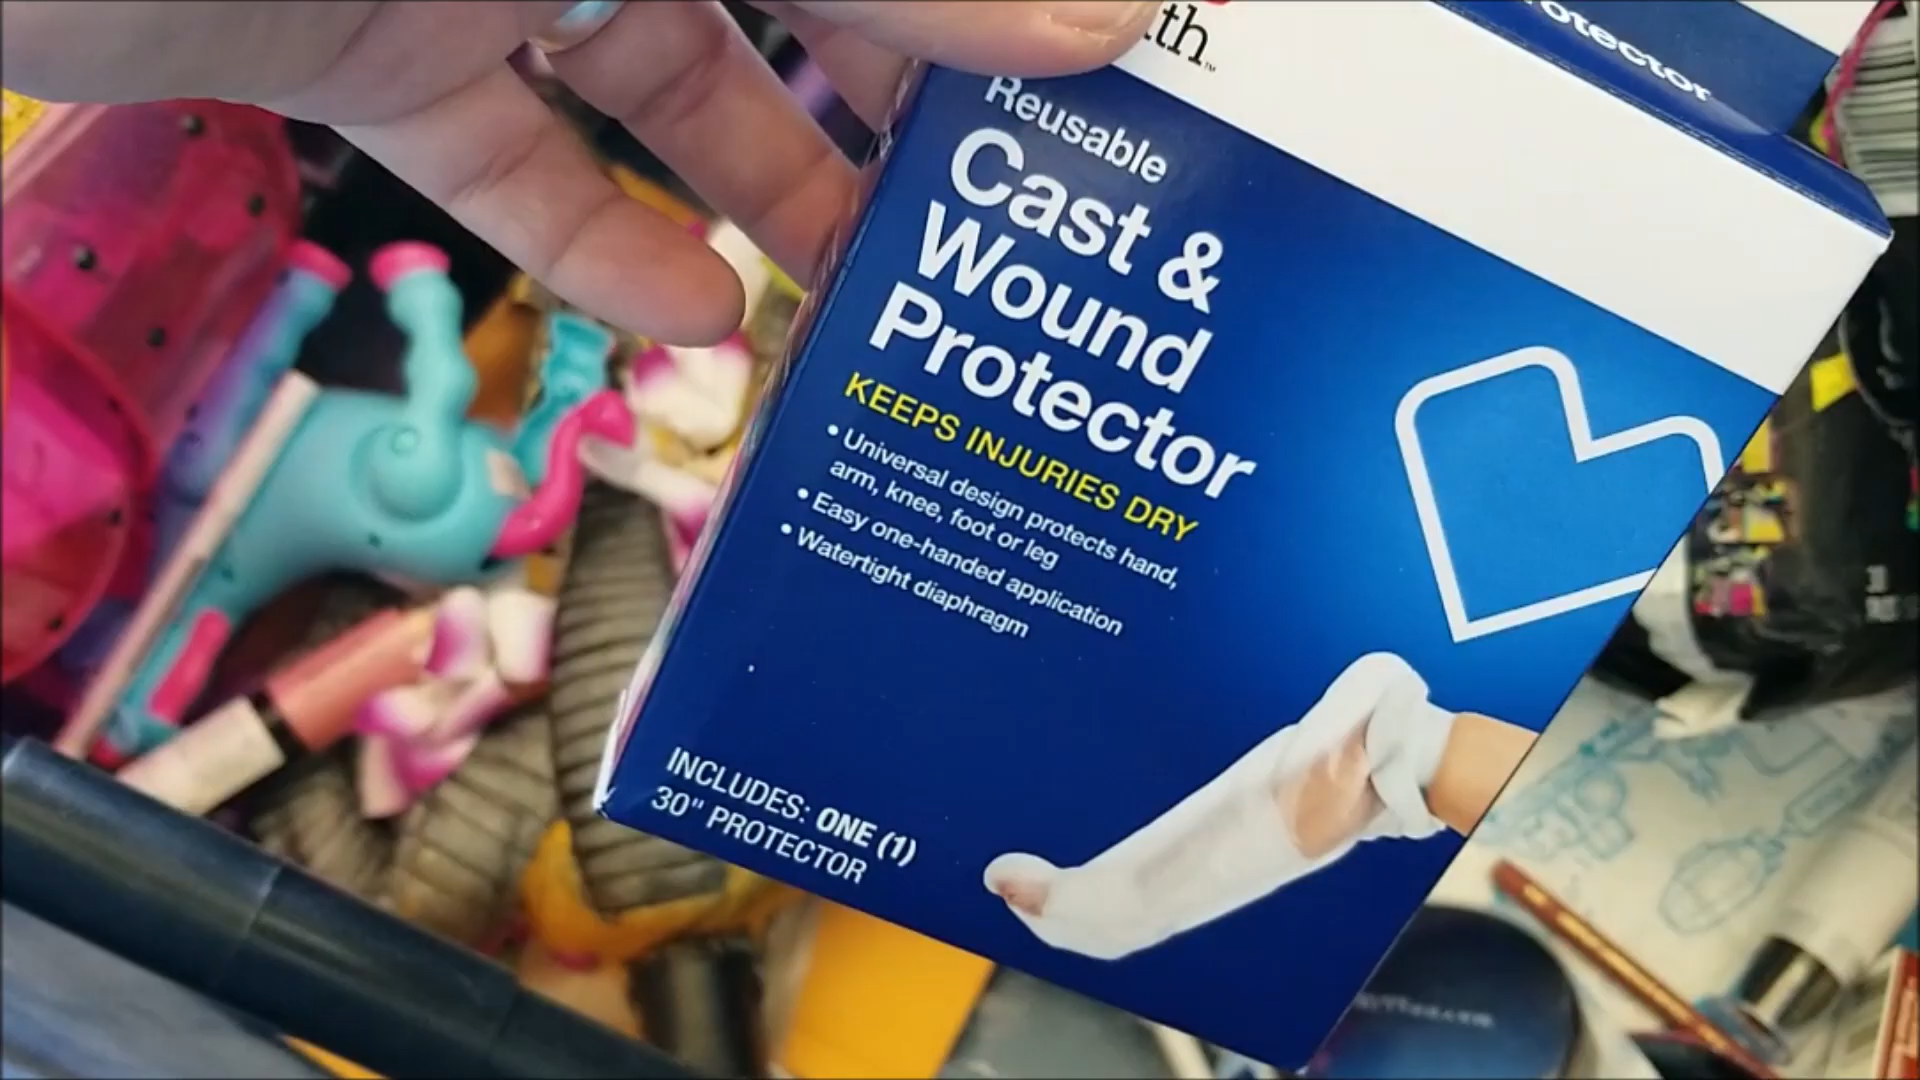 Protector
Reusable
Cast &
Wound
Protector
KEEPS INJURIES DRY
• Universal design protects hand,
arm, knee, foot or leg
• Easy one-handed application
• Watertight diaphragm
INCLUDES: ONE (1)
30" PROTECTOR